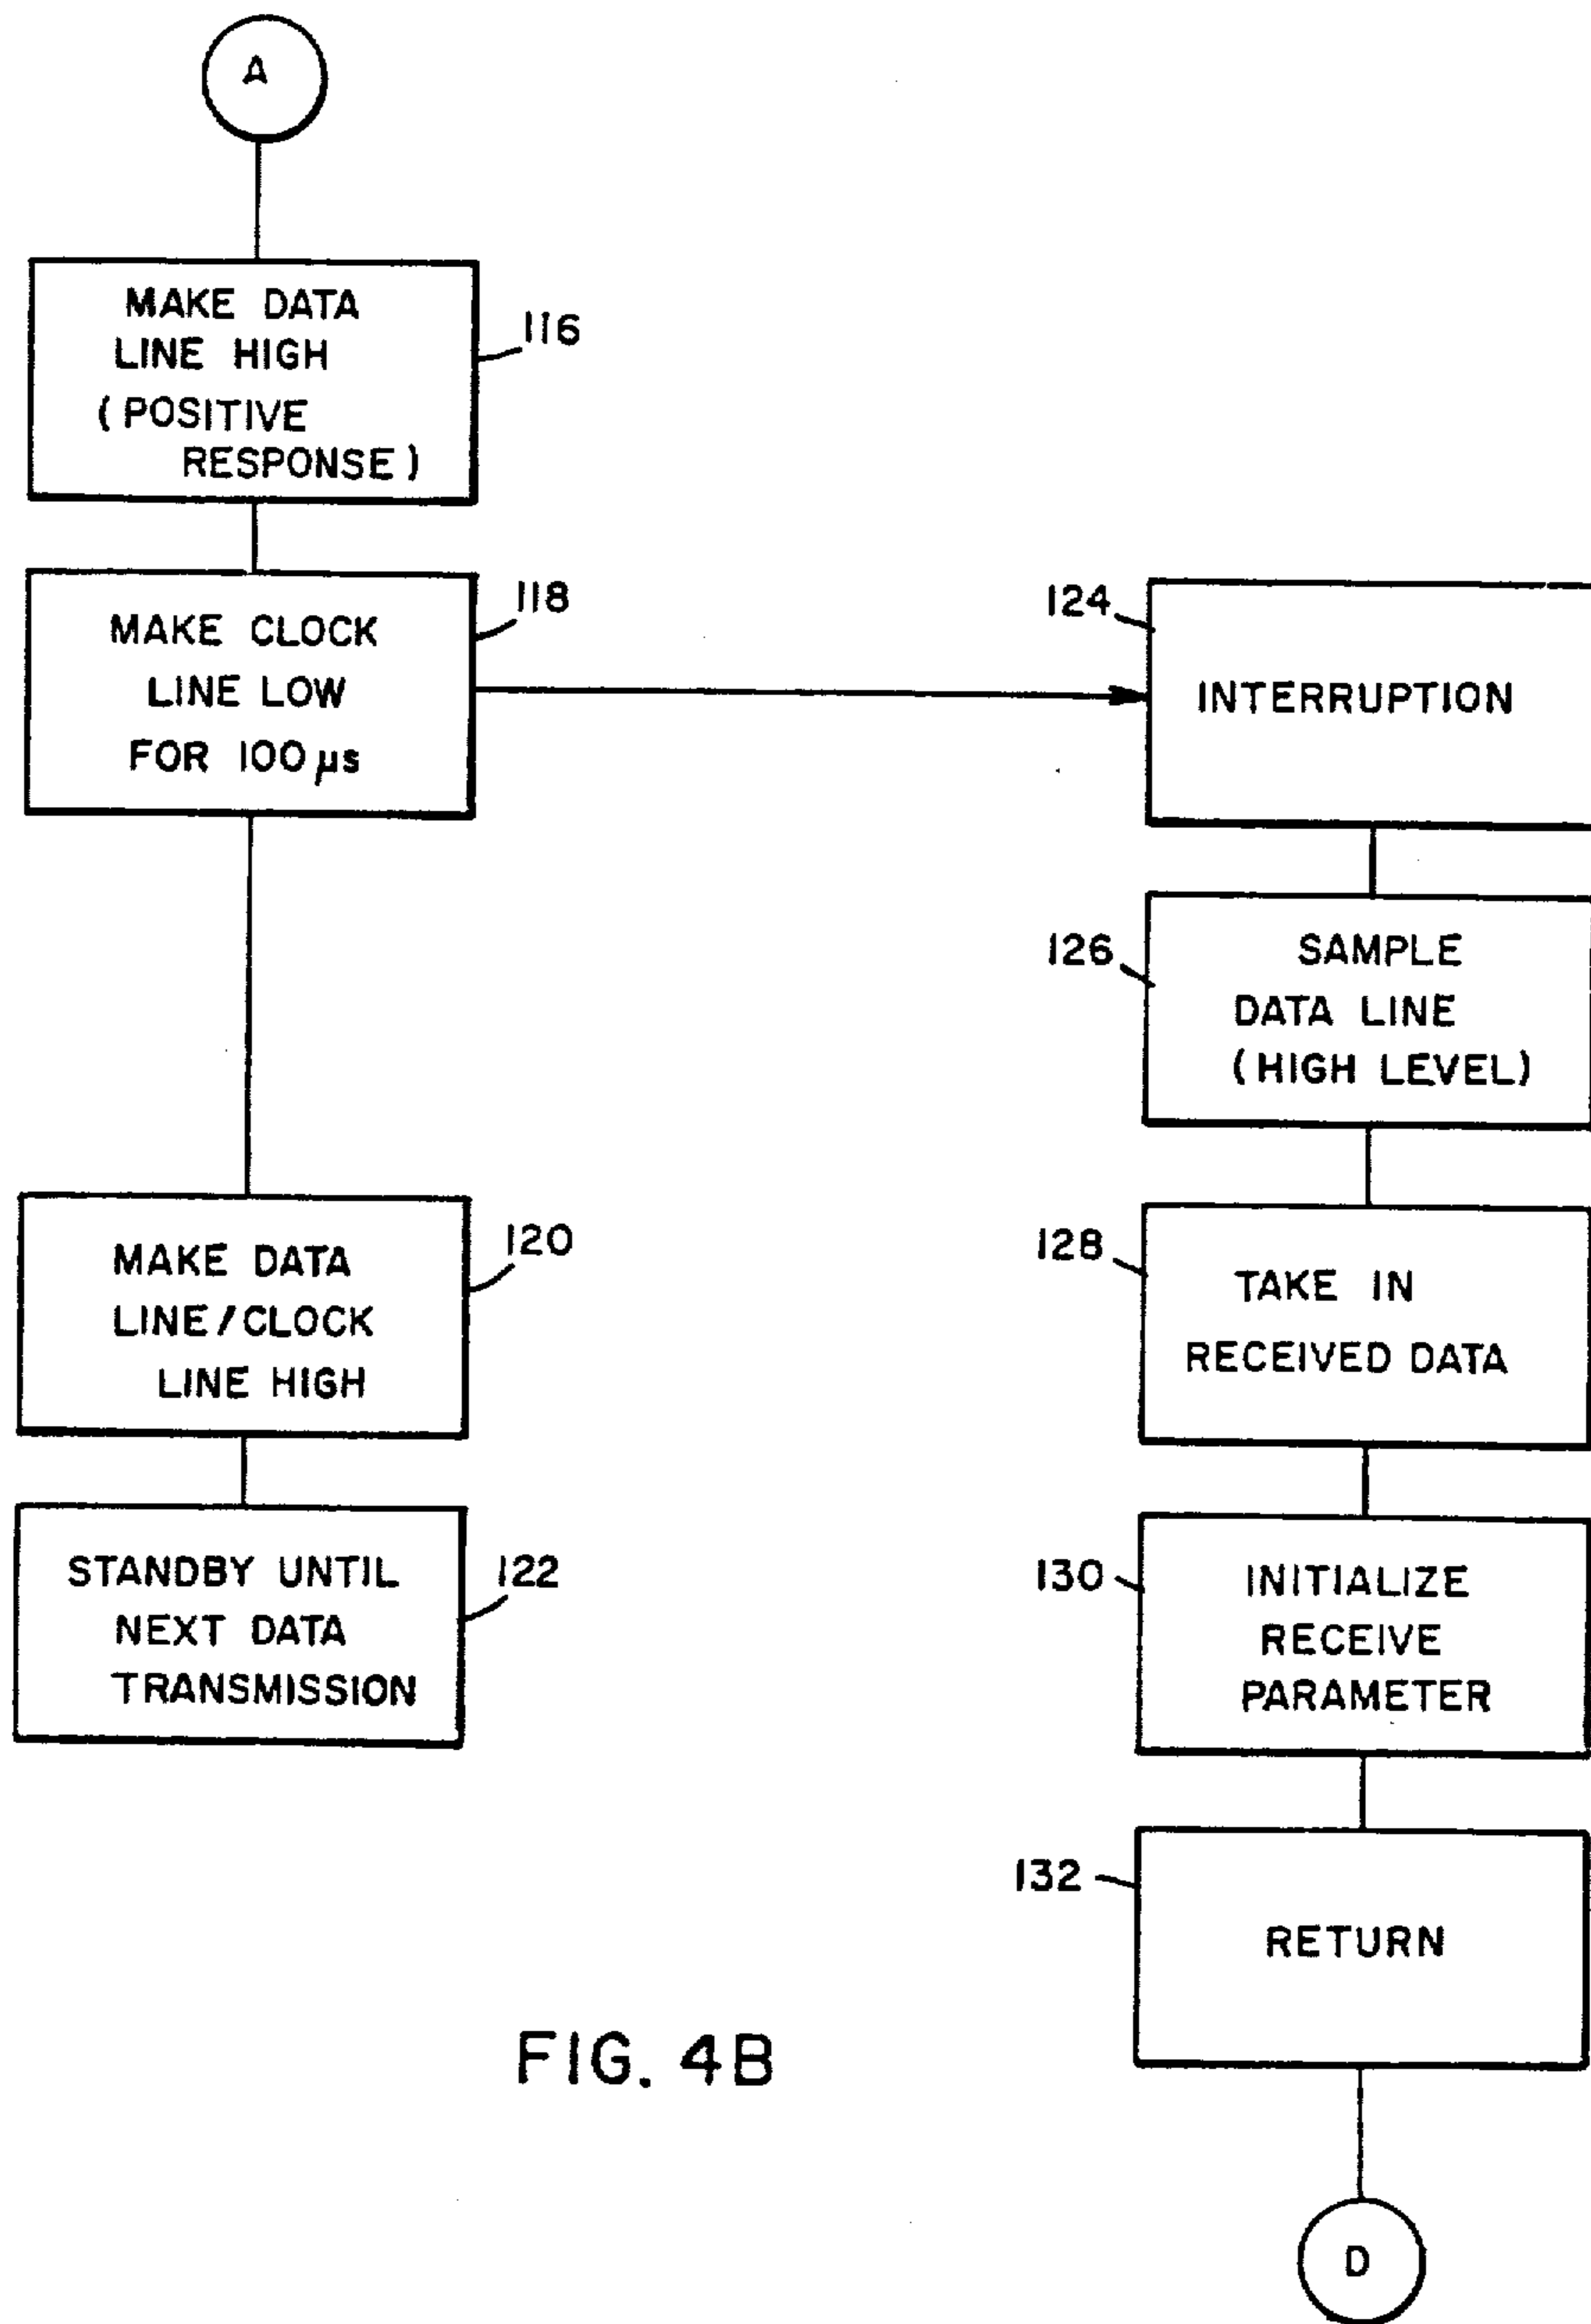 A
MAKE DATA
LINE HIGH
( POSITIVE
RESPONSE )
116
MAKE CLOCK
LINE LOW
FOR 100 µs
118
MAKE DATA
LINE / CLOCK
LINE HIGH
120
STANDBY UNTIL
NEXT DATA
TRANSMISSION
122
124
INTERRUPTION
126
SAMPLE
DATA LINE
( HIGH LEVEL )
128
TAKE IN
RECEIVED DATA
130
INITIALIZE
RECEIVE
PARAMETER
132
RETURN
D
FIG. 4B